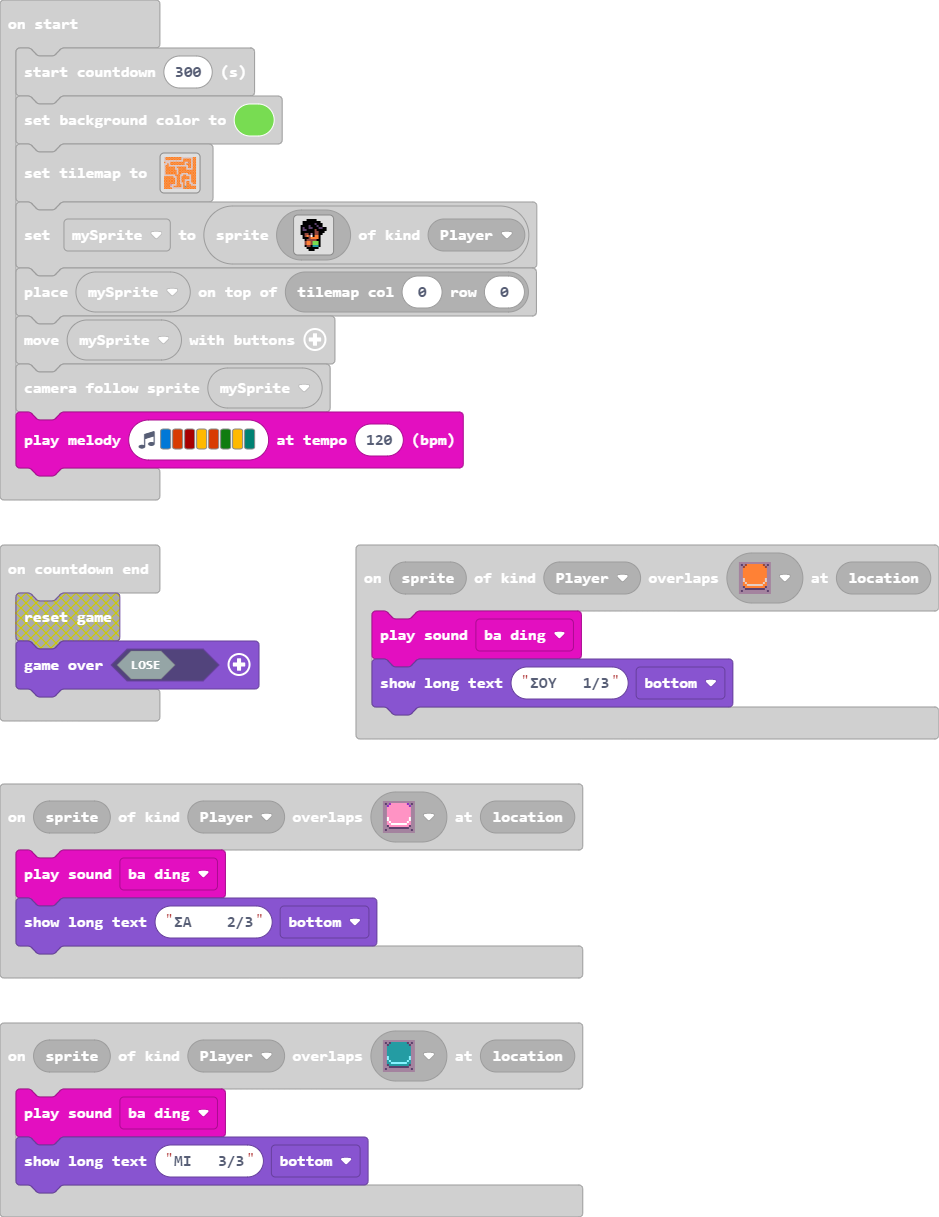 on start
start countdown 300 (s)
set background color to
set tilemap to
set mySprite to sprite of kind Player
place mySprite on top of tilemap col 0 row 0
move mySprite with buttons
camera follow sprite mySprite
play melody at tempo 120 (bpm)
on countdown end
reset game
game over LOSE
on sprite of kind Player overlaps at location
play sound ba ding
show long text "ΣΟΥ 1/3" bottom
on sprite of kind Player overlaps at location
play sound ba ding
show long text "ΣΑ 2/3" bottom
on sprite of kind Player overlaps at location
play sound ba ding
show long text "ΜΙ 3/3" bottom